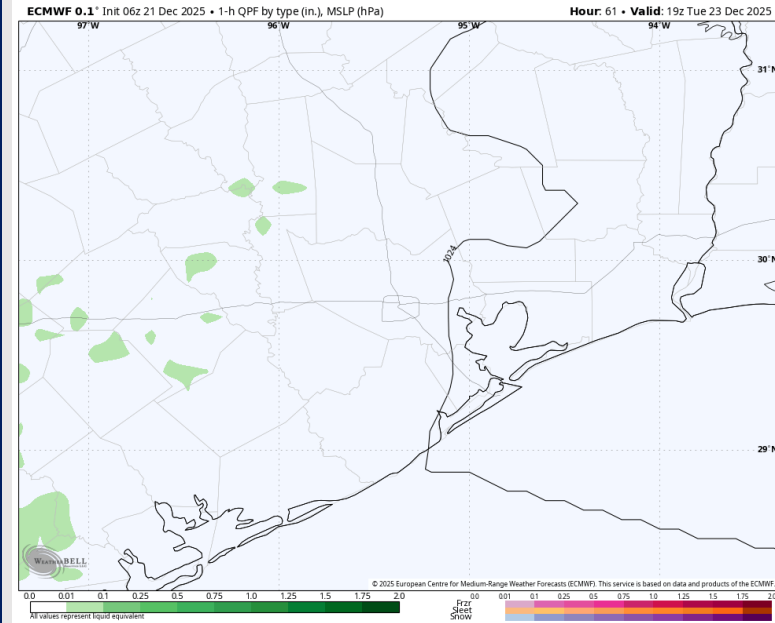 ECMWF 0.1° Init 06z 21 Dec 2025 • 1-h QPF by type (in.), MSLP (hPa)
Hour: 61 • Valid: 19z Tue 23 Dec 2025
97°W 96°W 95°W 94°W
31°N
1024
30°N
29°N
WEATHERBELL
© 2025 European Centre for Medium-Range Weather Forecasts (ECMWF). This service is based on data and products of the ECMWF.
0.0 0.01 0.1 0.25 0.5 0.75 1.0 1.25 1.5 1.75 2.0
All values represent liquid equivalent
0.0 0.01 0.1 0.25 0.5 0.75 1.0 1.25 1.5 1.75 2.0
Frzr
Sleet
Snow